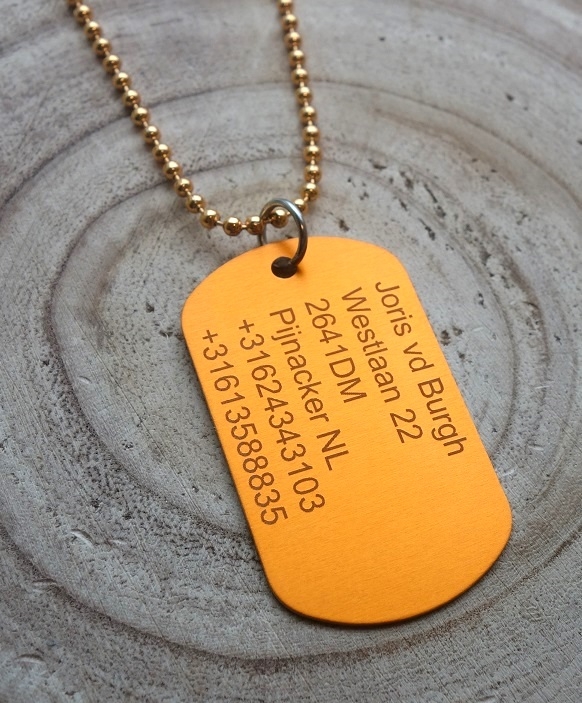 Joris vd Burgh
Westlaan 22
2641DM
Pijnacker NL
+31624343103
+31613588835